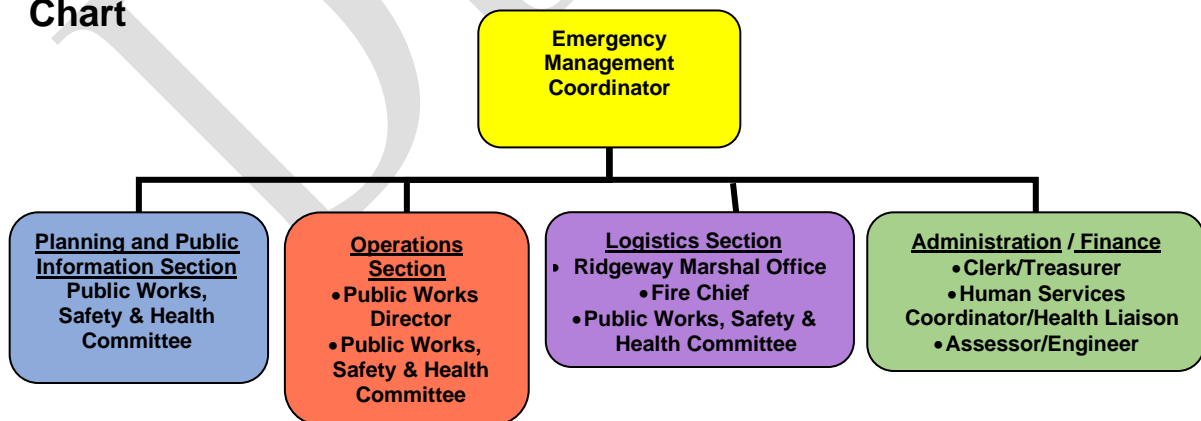 Chart
Emergency
Management
Coordinator
Planning and Public
Information Section
Public Works,
Safety & Health
Committee
Operations
Section
•Public Works
Director
•Public Works,
Safety & Health
Committee
Logistics Section
• Ridgeway Marshal Office
•Fire Chief
•Public Works, Safety &
Health Committee
Administration / Finance
•Clerk/Treasurer
•Human Services
Coordinator/Health Liaison
•Assessor/Engineer